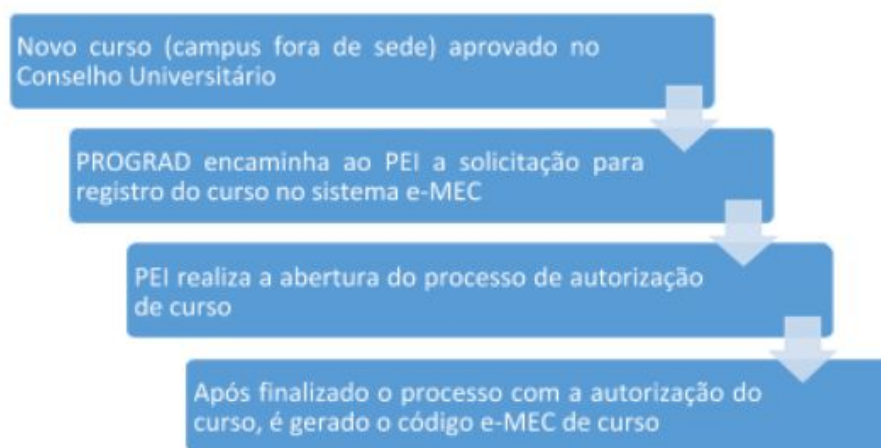 Novo curso (campus fora de sede) aprovado no
Conselho Universitário
PROGRAD encaminha ao PEI a solicitação para
registro do curso no sistema e-MEC
PEI realiza a abertura do processo de autorização
de curso
Após finalizado o processo com a autorização do
curso, é gerado o código e-MEC de curso